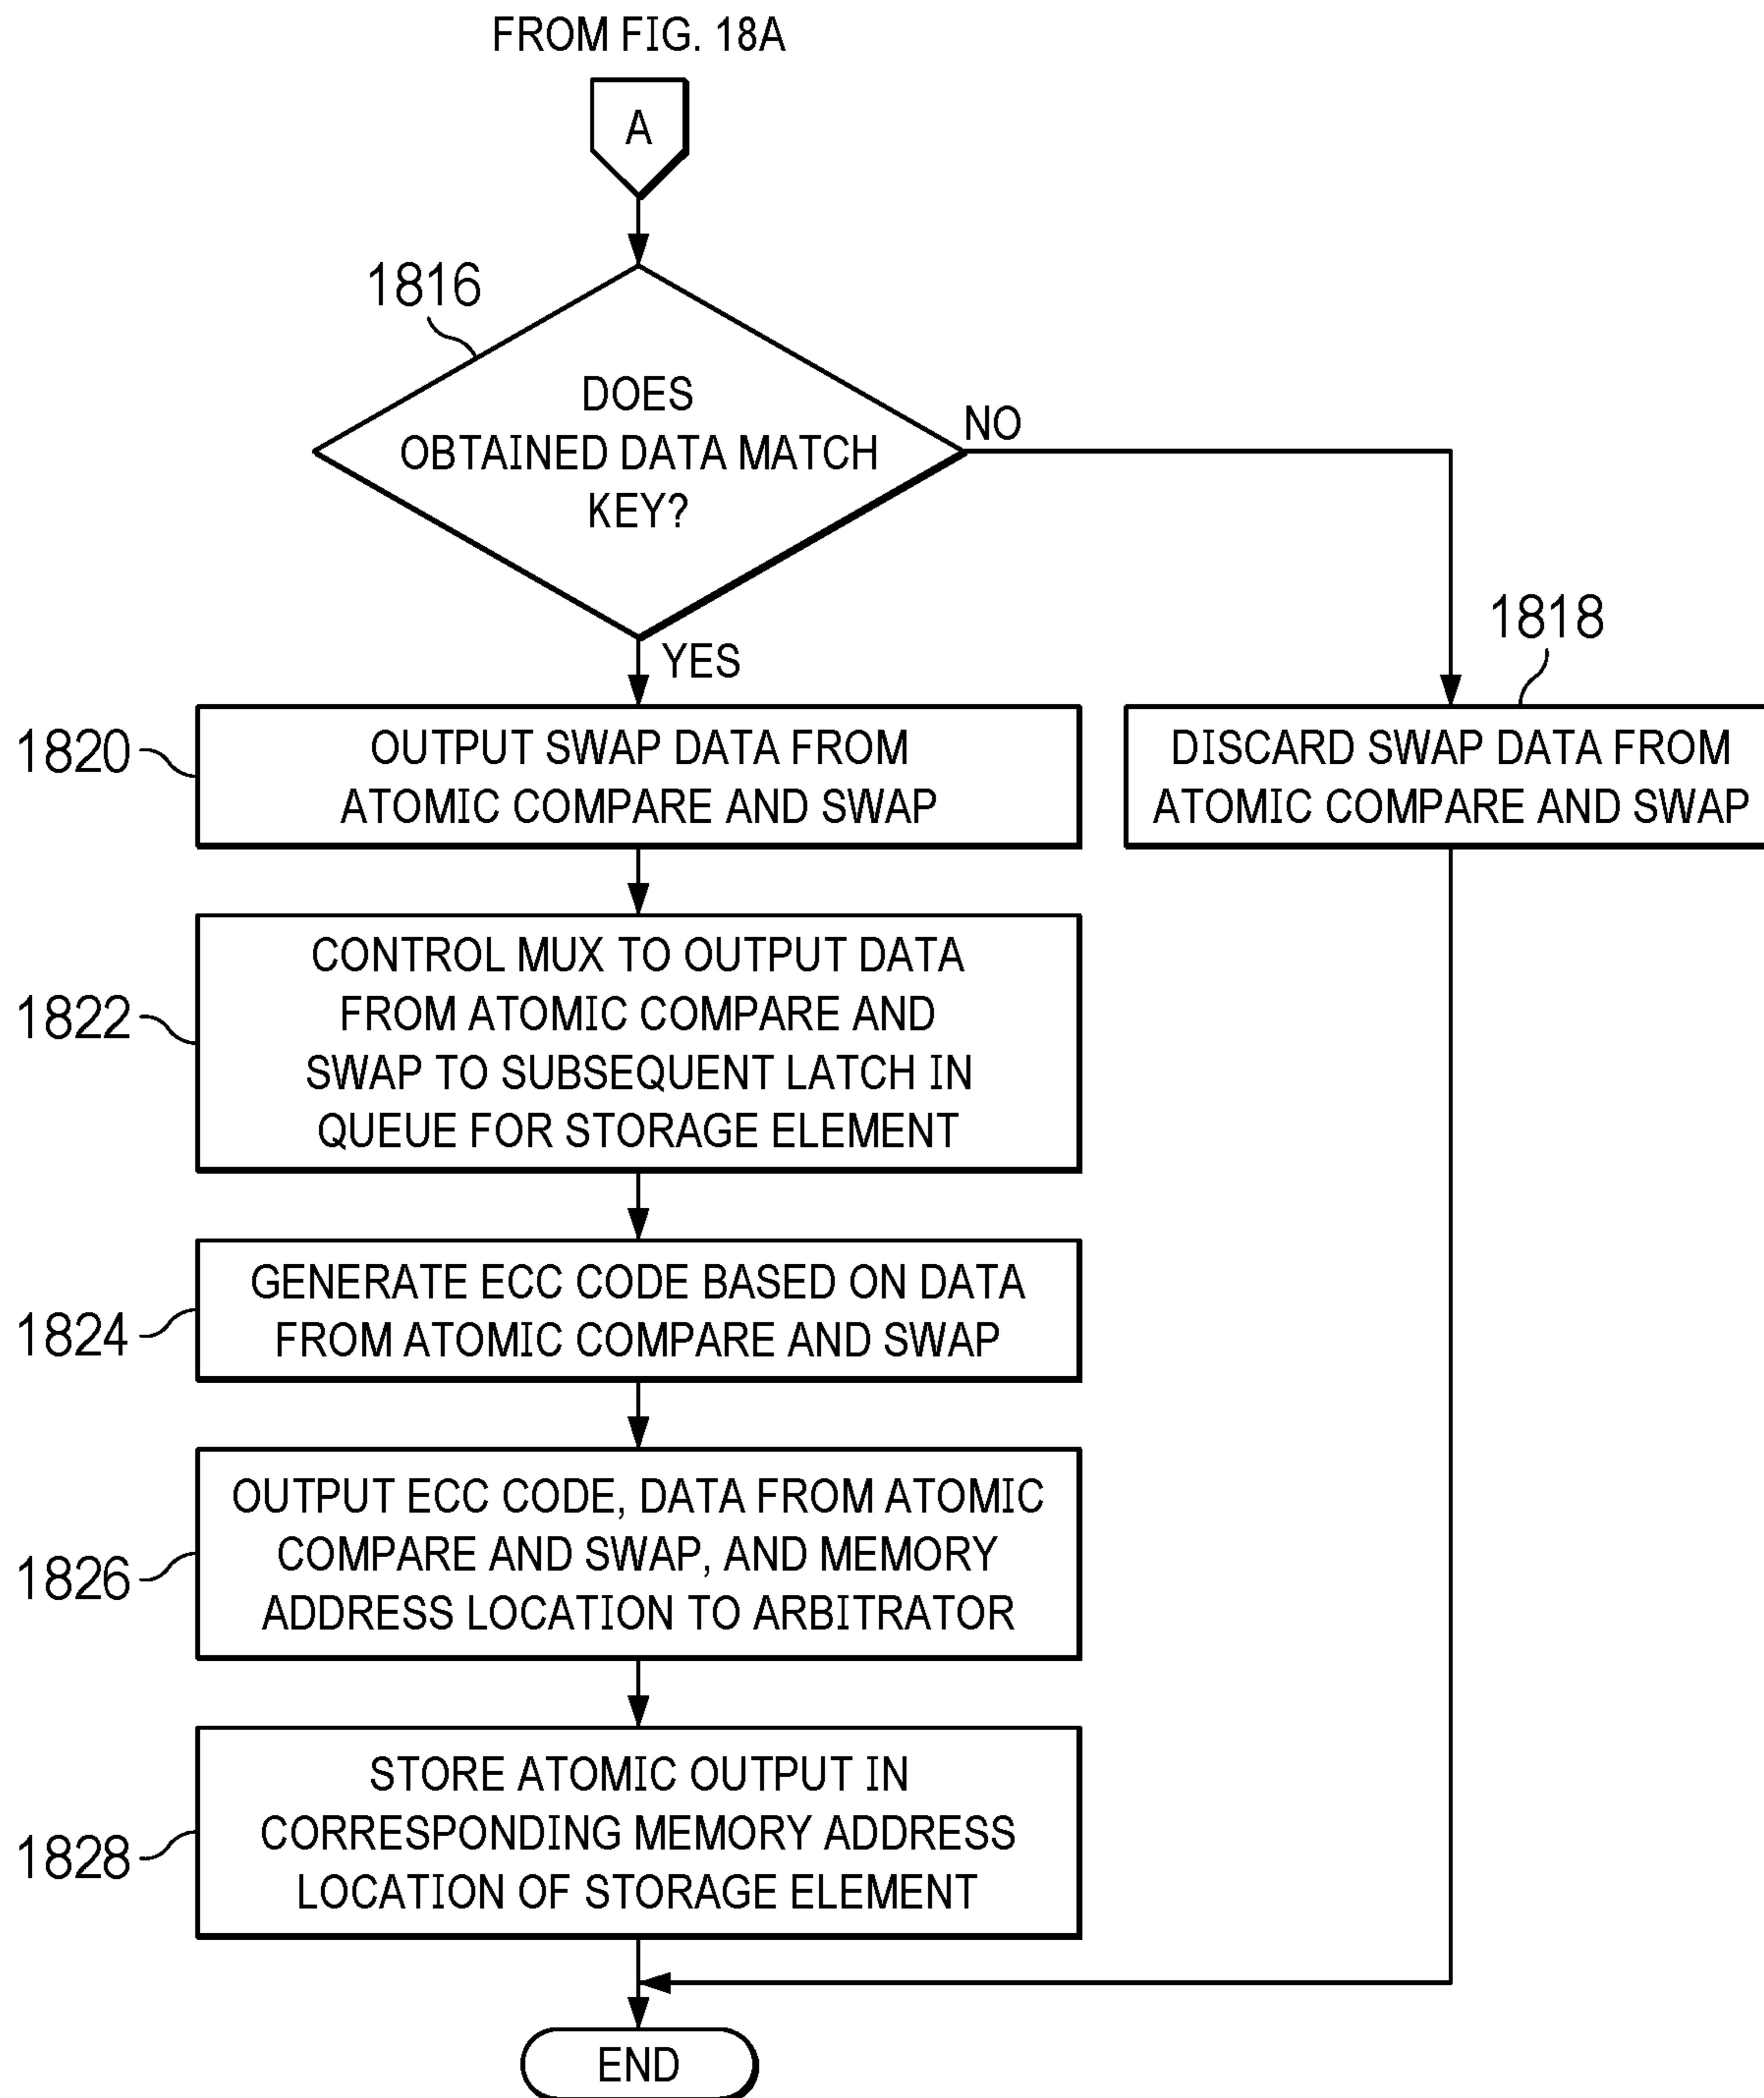 FROM FIG. 18A
A
1816
DOES
OBTAINED DATA MATCH
KEY?
NO
YES
1818
1820
OUTPUT SWAP DATA FROM
ATOMIC COMPARE AND SWAP
DISCARD SWAP DATA FROM
ATOMIC COMPARE AND SWAP
1822
CONTROL MUX TO OUTPUT DATA
FROM ATOMIC COMPARE AND
SWAP TO SUBSEQUENT LATCH IN
QUEUE FOR STORAGE ELEMENT
1824
GENERATE ECC CODE BASED ON DATA
FROM ATOMIC COMPARE AND SWAP
1826
OUTPUT ECC CODE, DATA FROM ATOMIC
COMPARE AND SWAP, AND MEMORY
ADDRESS LOCATION TO ARBITRATOR
1828
STORE ATOMIC OUTPUT IN
CORRESPONDING MEMORY ADDRESS
LOCATION OF STORAGE ELEMENT
END